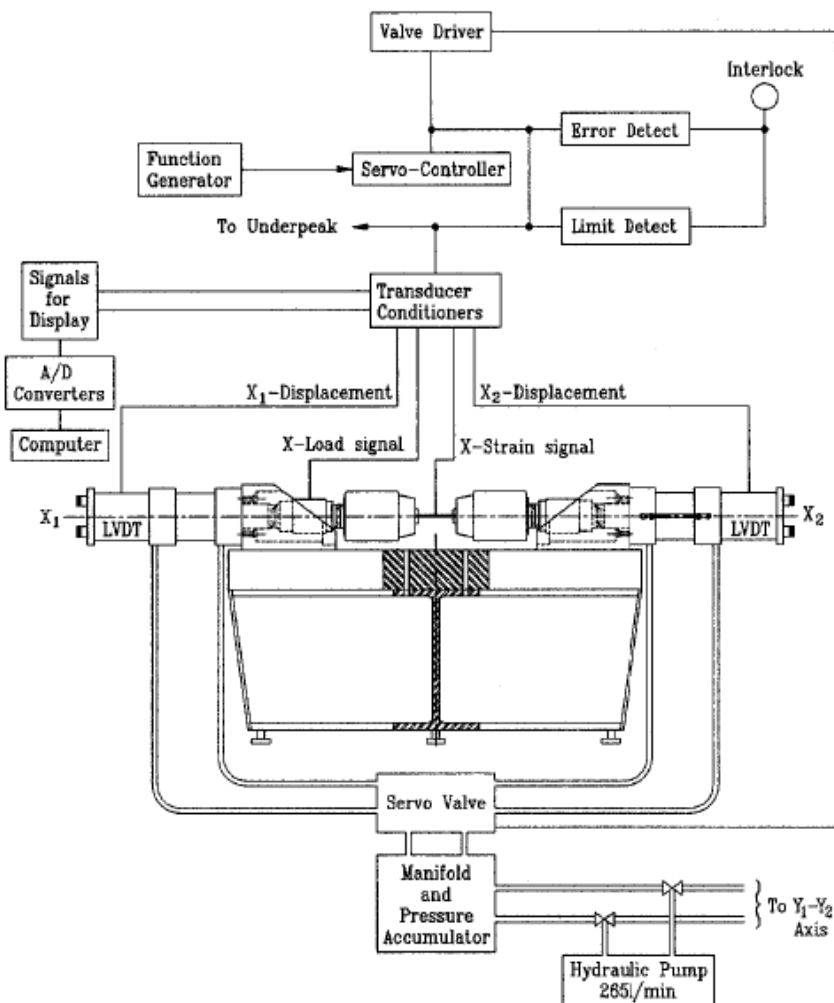 Valve Driver
Interlock
Error Detect
Function
Generator
Servo-Controller
To Underpeak
Limit Detect
Signals
for
Display
Transducer
Conditioners
A/D
Converters
X₁-Displacement
X₂-Displacement
Computer
X-Load signal
X-Strain signal
X₁
LVDT
LVDT
X₂
Servo Valve
Manifold
and
Pressure
Accumulator
To Y₁-Y₂
Axis
Hydraulic Pump
265l/min